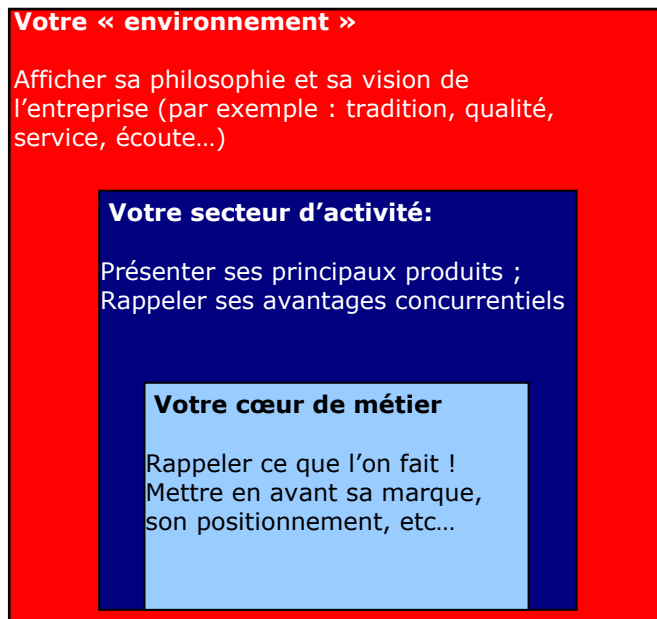 Votre « environnement »
Afficher sa philosophie et sa vision de
l’entreprise (par exemple : tradition, qualité,
service, écoute…)
Votre secteur d’activité:
Présenter ses principaux produits ;
Rappeler ses avantages concurrentiels
Votre cœur de métier
Rappeler ce que l’on fait !
Mettre en avant sa marque,
son positionnement, etc…